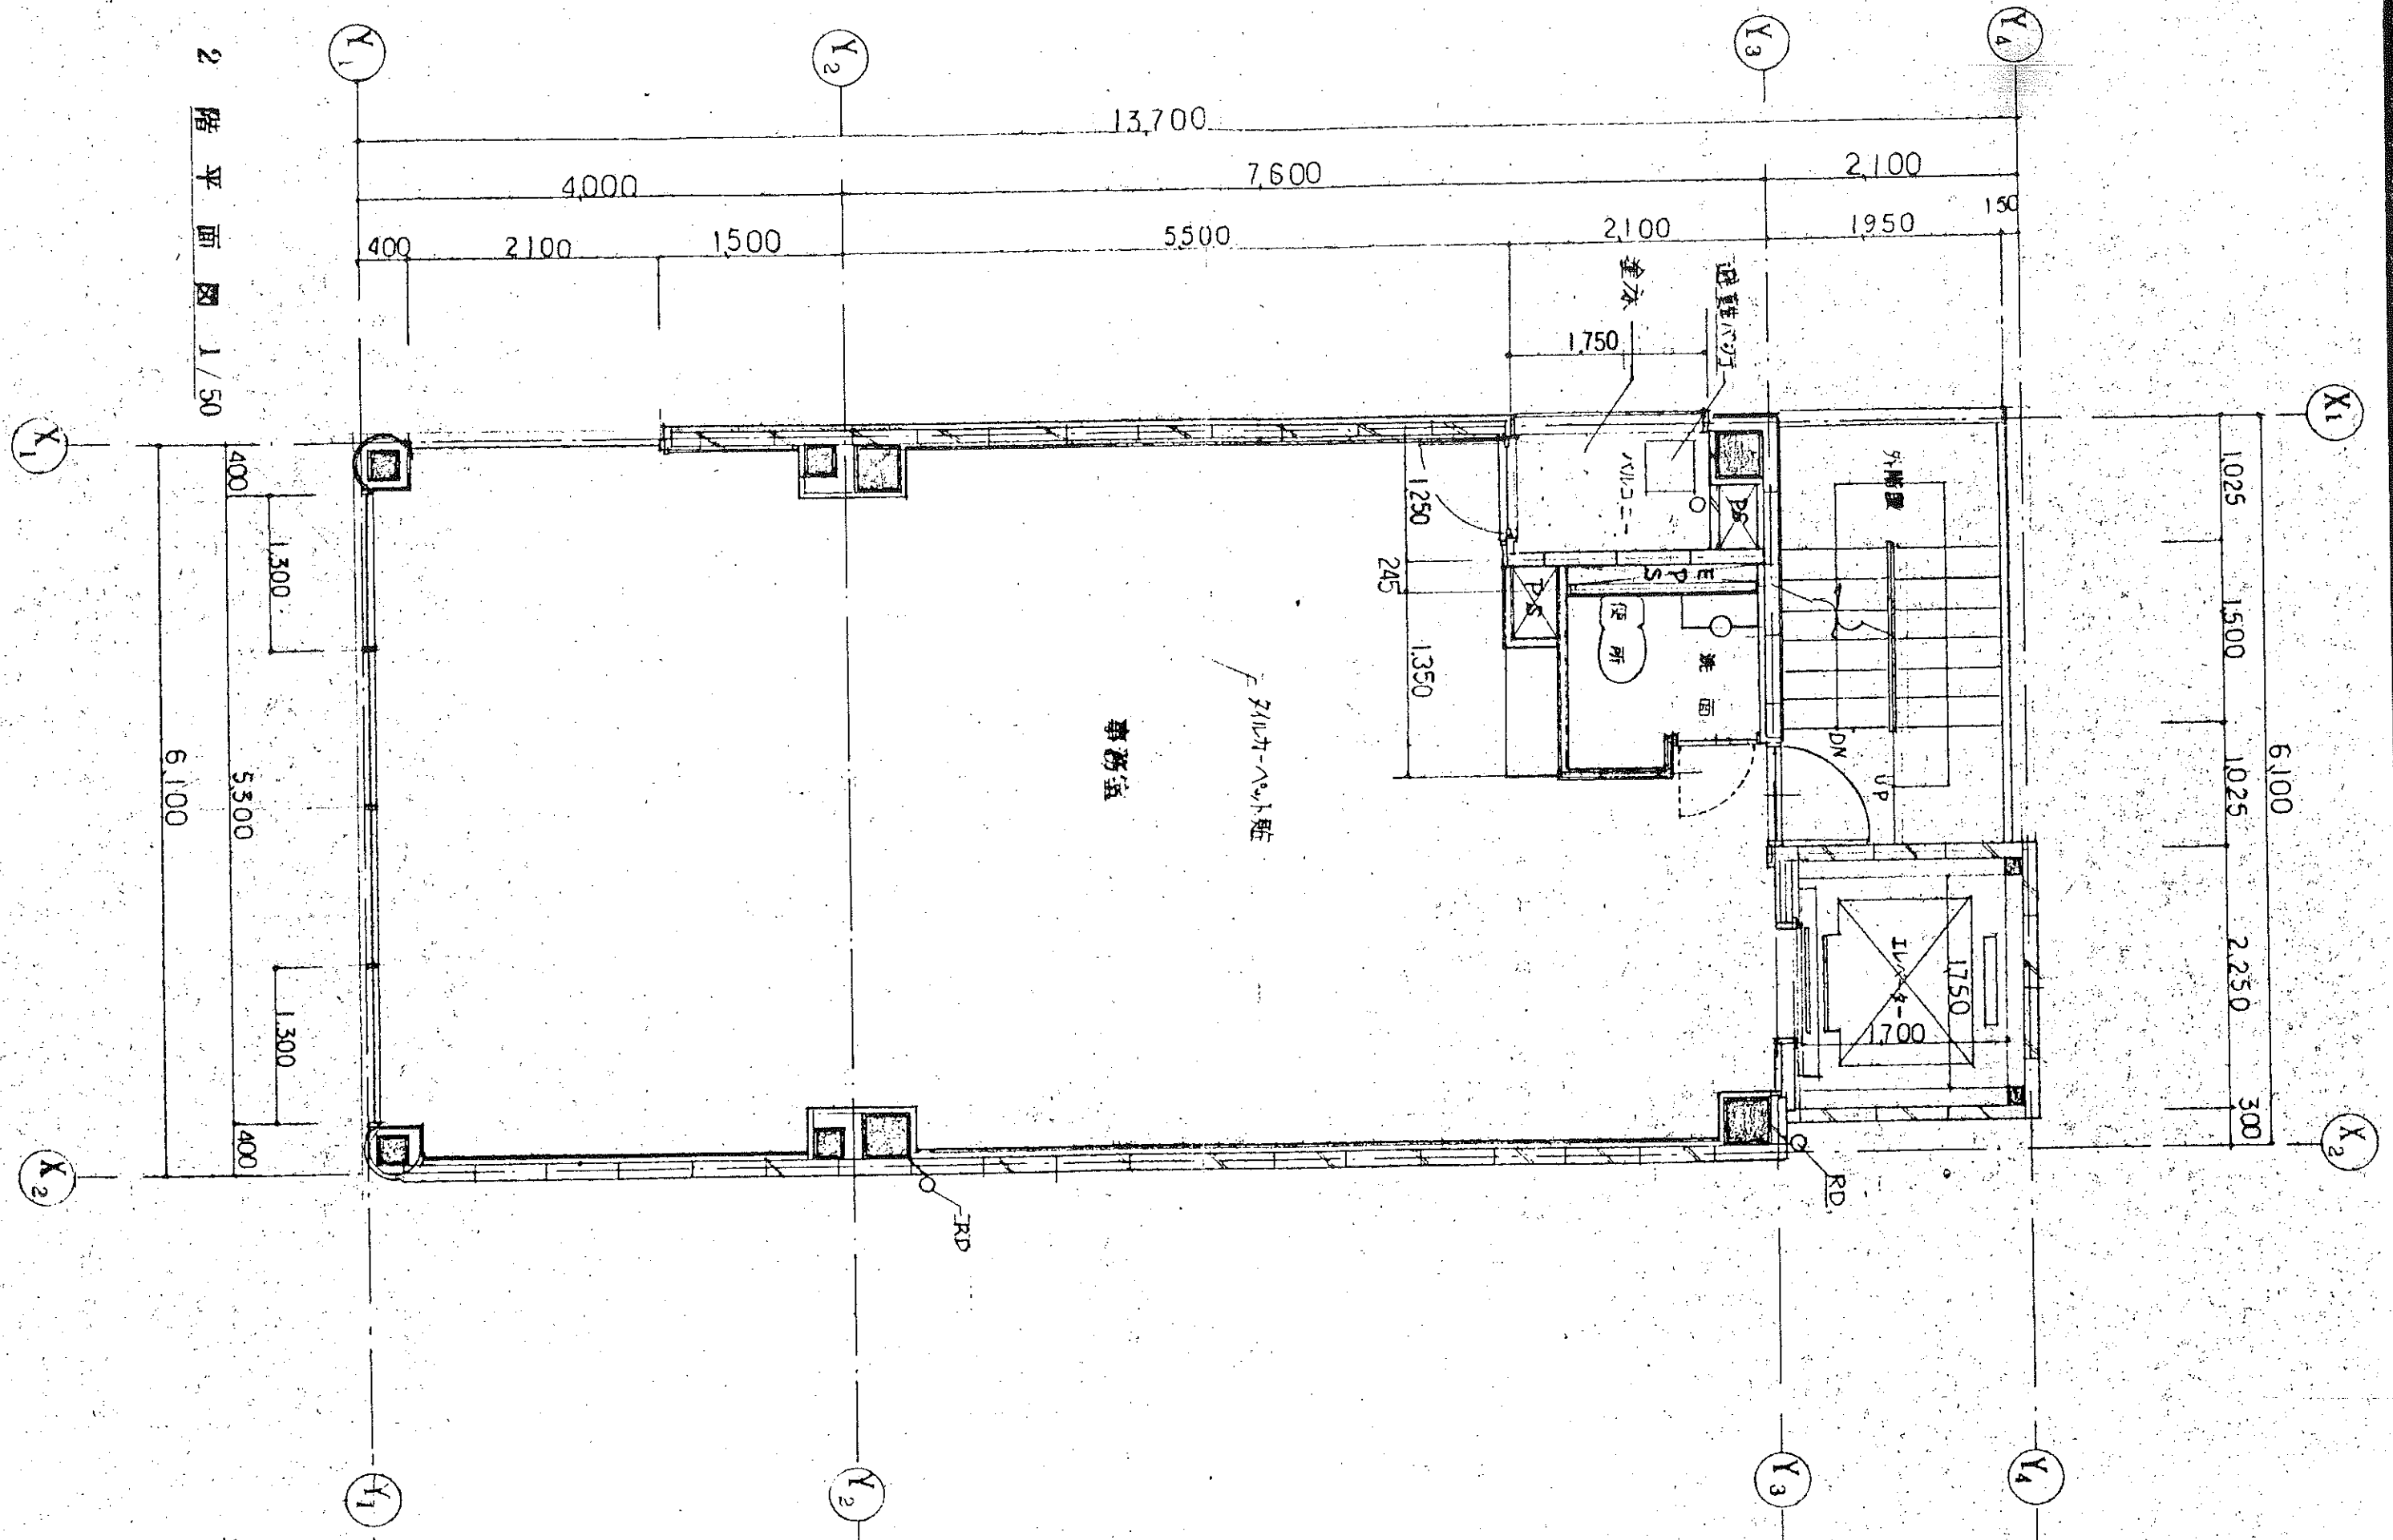 2 階 平 面 図 1/50
Y1
Y2
Y3
Y4
13,700
4,000
7,600
2,100
400
2,100
1,500
5,500
2,100
1,950
150
塗床
避難ハッチ
1,750
X1
X1
400
1,300
5,300
6,100
1,300
400
X2
1,250
245
1,350
バルコニー
PS
EPS
PS
便所
洗面
外階段
DN
UP
事務室
タイルカーペット貼
エレベーター
1,750
1,700
1,025
1,500
1,025
2,250
300
6,100
X2
RD
RD
Y1
Y2
Y3
Y4